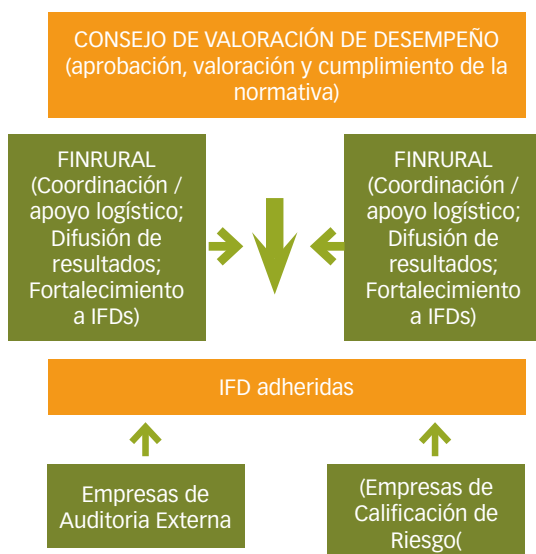 CONSEJO DE VALORACIÓN DE DESEMPEÑO
(aprobación, valoración y cumplimiento de la
normativa)
FINRURAL
(Coordinación /
apoyo logístico;
Difusión de
resultados;
Fortalecimiento
a IFDs)
FINRURAL
(Coordinación /
apoyo logístico;
Difusión de
resultados;
Fortalecimiento
a IFDs)
IFD adheridas
Empresas de
Auditoria Externa
(Empresas de
Calificación de
Riesgo(